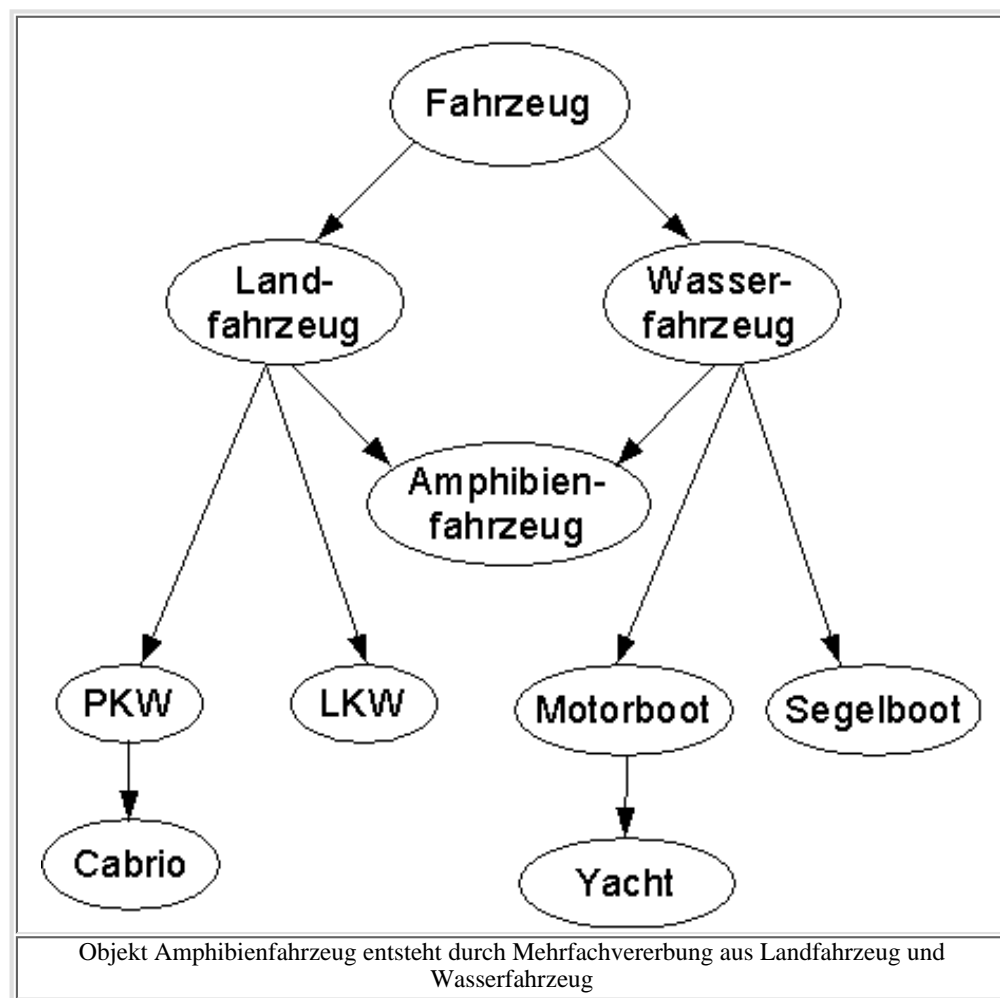 Fahrzeug
Land-
fahrzeug
Wasser-
fahrzeug
Amphibien-
fahrzeug
PKW
LKW
Motorboot
Segelboot
Cabrio
Yacht
Objekt Amphibienfahrzeug entsteht durch Mehrfachvererbung aus Landfahrzeug und
Wasserfahrzeug